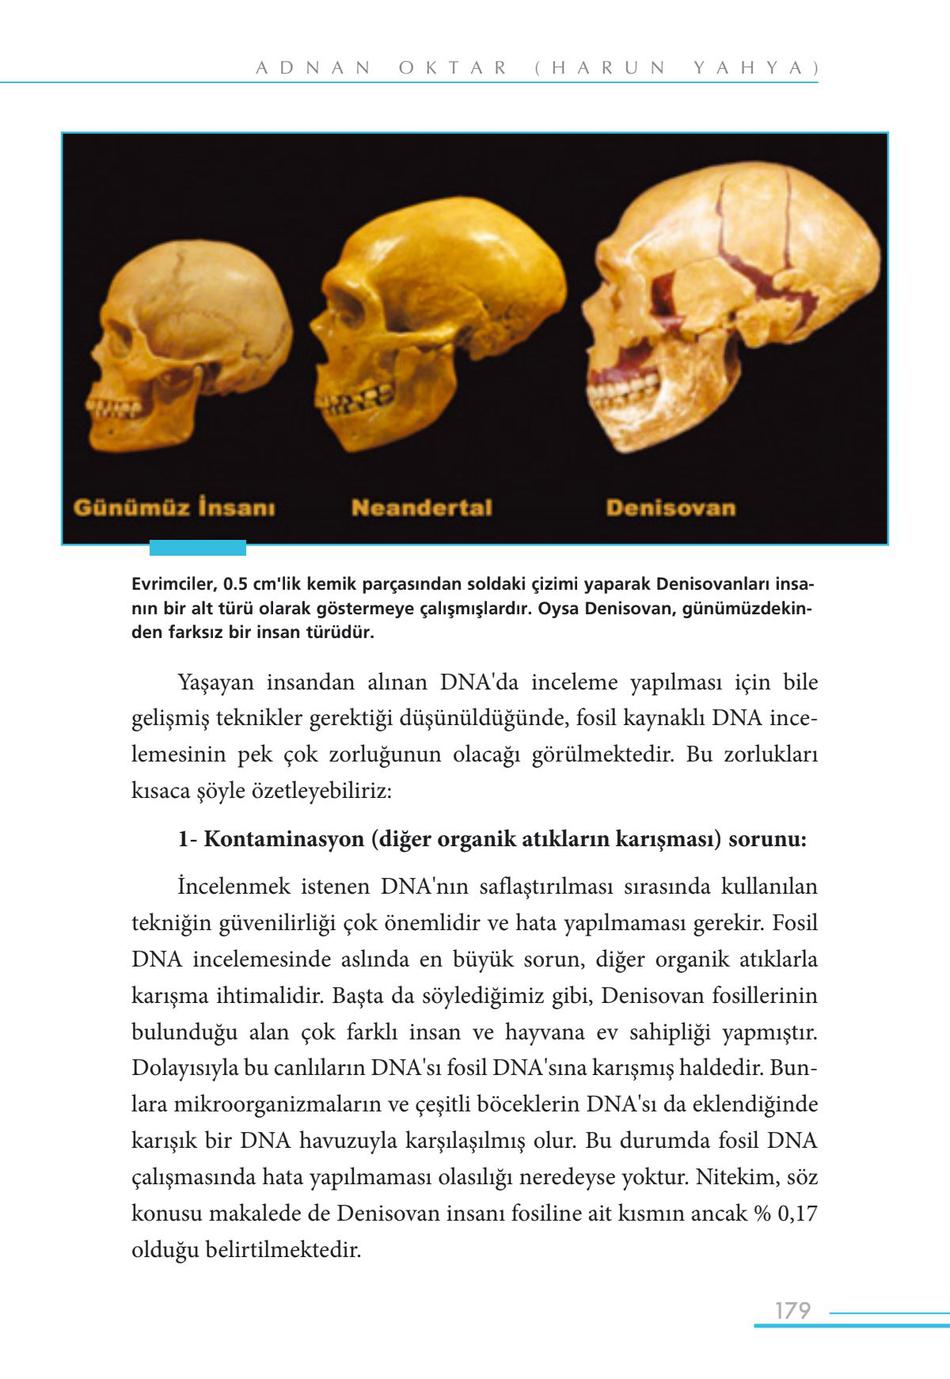 ADNAN OKTAR (HARUN YAHYA)
Günümüz İnsanı Neandertal Denisovan
Evrimciler, 0.5 cm'lik kemik parçasından soldaki çizimi yaparak Denisovanları insa-
nın bir alt türü olarak göstermeye çalışmışlardır. Oysa Denisovan, günümüzdekin-
den farksız bir insan türüdür.
Yaşayan insandan alınan DNA'da inceleme yapılması için bile
gelişmiş teknikler gerektiği düşünüldüğünde, fosil kaynaklı DNA ince-
lemesinin pek çok zorluğunun olacağı görülmektedir. Bu zorlukları
kısaca şöyle özetleyebiliriz:
1- Kontaminasyon (diğer organik atıkların karışması) sorunu:
İncelenmek istenen DNA'nın saflaştırılması sırasında kullanılan
tekniğin güvenilirliği çok önemlidir ve hata yapılmaması gerekir. Fosil
DNA incelemesinde aslında en büyük sorun, diğer organik atıklarla
karışma ihtimalidir. Başta da söylediğimiz gibi, Denisovan fosillerinin
bulunduğu alan çok farklı insan ve hayvana ev sahipliği yapmıştır.
Dolayısıyla bu canlıların DNA'sı fosil DNA'sına karışmış haldedir. Bun-
lara mikroorganizmaların ve çeşitli böceklerin DNA'sı da eklendiğinde
karışık bir DNA havuzuyla karşılaşılmış olur. Bu durumda fosil DNA
çalışmasında hata yapılmaması olasılığı neredeyse yoktur. Nitekim, söz
konusu makalede de Denisovan insanı fosiline ait kısmın ancak % 0,17
olduğu belirtilmektedir.
179